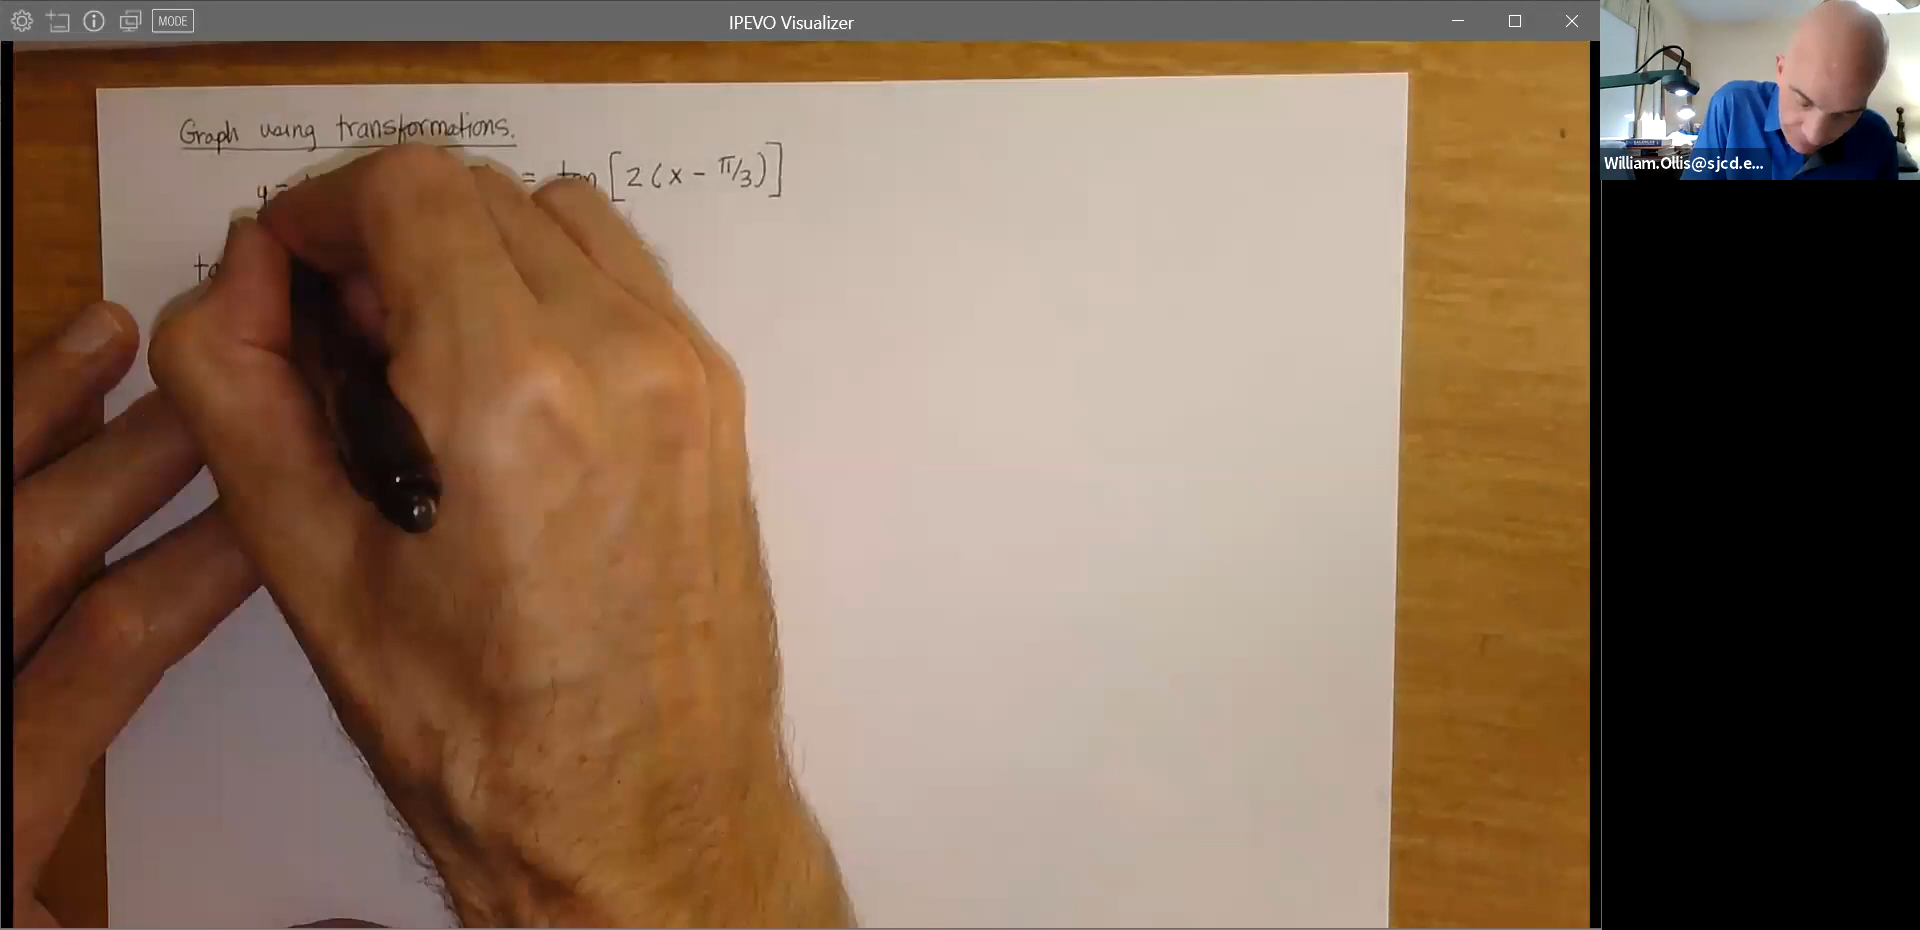 MODE
IPEVO Visualizer
William.Ollis@sjcd.e...
Graph using transformations.
y = = tan [2(x - π/3)]